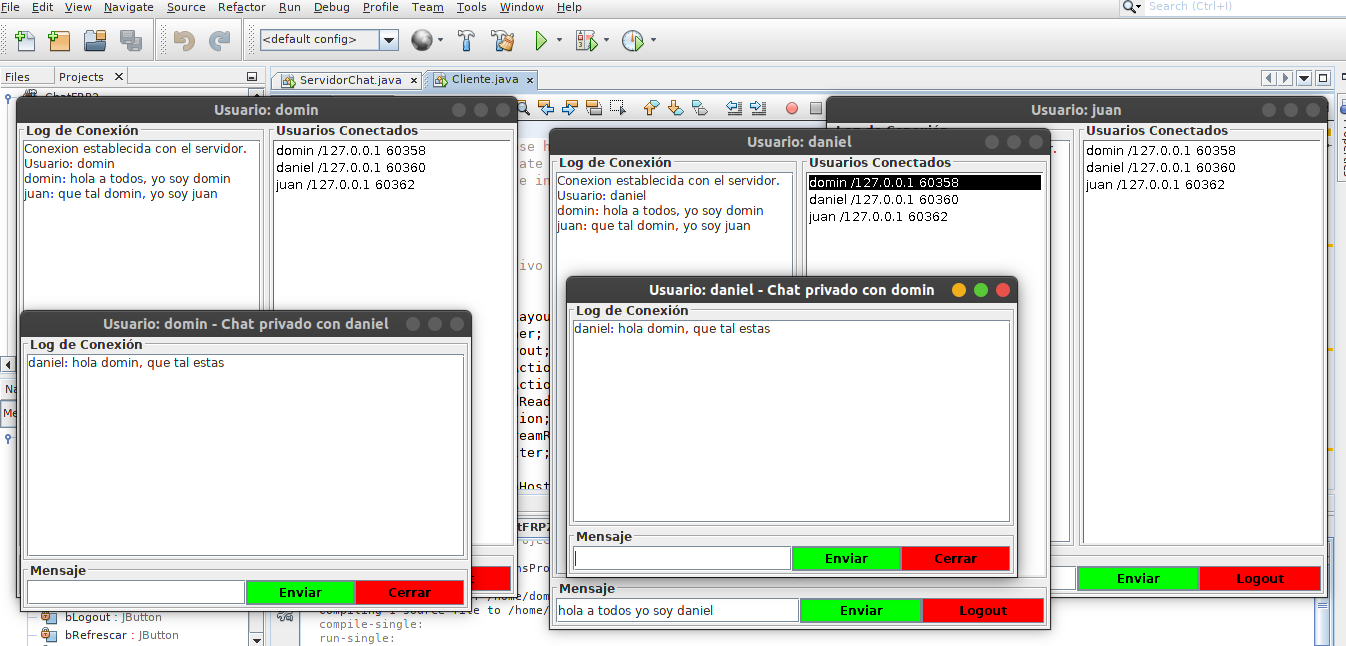 File Edit View Navigate Source Refactor Run Debug Profile Team Tools Window Help
Search (Ctrl+I)
<default config>
Files
Projects
ServidorChat.java
Cliente.java
Usuario: domin
Log de Conexión
Conexion establecida con el servidor.
Usuario: domin
domin: hola a todos, yo soy domin
juan: que tal domin, yo soy juan
Usuarios Conectados
domin /127.0.0.1 60358
daniel /127.0.0.1 60360
juan /127.0.0.1 60362
Usuario: domin - Chat privado con daniel
Log de Conexión
daniel: hola domin, que tal estas
Mensaje
Enviar
Cerrar
Usuario: daniel
Log de Conexión
Conexion establecida con el servidor.
Usuario: daniel
domin: hola a todos, yo soy domin
juan: que tal domin, yo soy juan
Usuarios Conectados
domin /127.0.0.1 60358
daniel /127.0.0.1 60360
juan /127.0.0.1 60362
Usuario: daniel - Chat privado con domin
Log de Conexión
daniel: hola domin, que tal estas
Mensaje
Enviar
Cerrar
Mensaje
hola a todos yo soy daniel
Enviar
Logout
Usuario: juan
Usuarios Conectados
domin /127.0.0.1 60358
daniel /127.0.0.1 60360
juan /127.0.0.1 60362
Enviar
Logout
bLogout : JButton
bRefrescar : JButton
compile-single:
run-single: